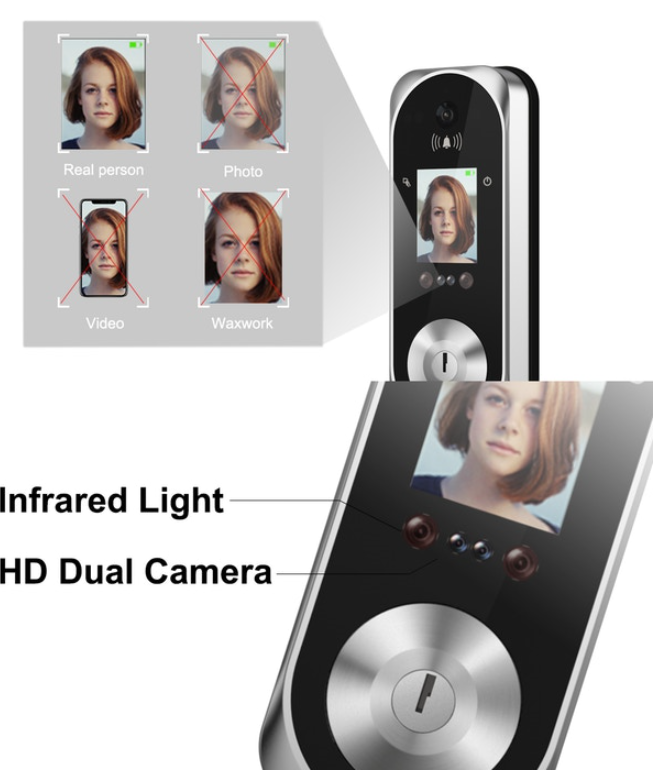 Real person
Photo
Video
Waxwork
Infrared Light
HD Dual Camera